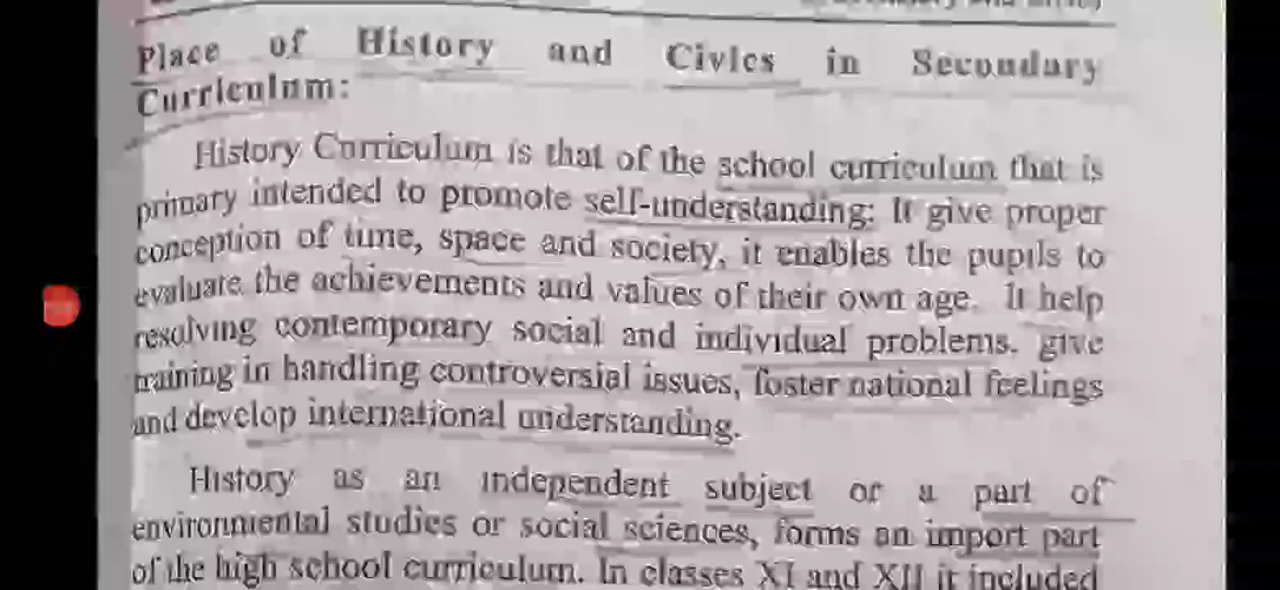 Place of History and Civics in Secondary
Curriculum:
History Curriculum is that of the school curriculum that is
primary intended to promote self-understanding: It give proper
conception of time, space and society, it enables the pupils to
evaluate the achievements and values of their own age. It help
resolving contemporary social and individual problems. give
training in handling controversial issues, foster national feelings
and develop international understanding.
History as an independent subject or a part of
environmental studies or social sciences, forms an import part
of the high school curriculum. In classes XI and XII it included